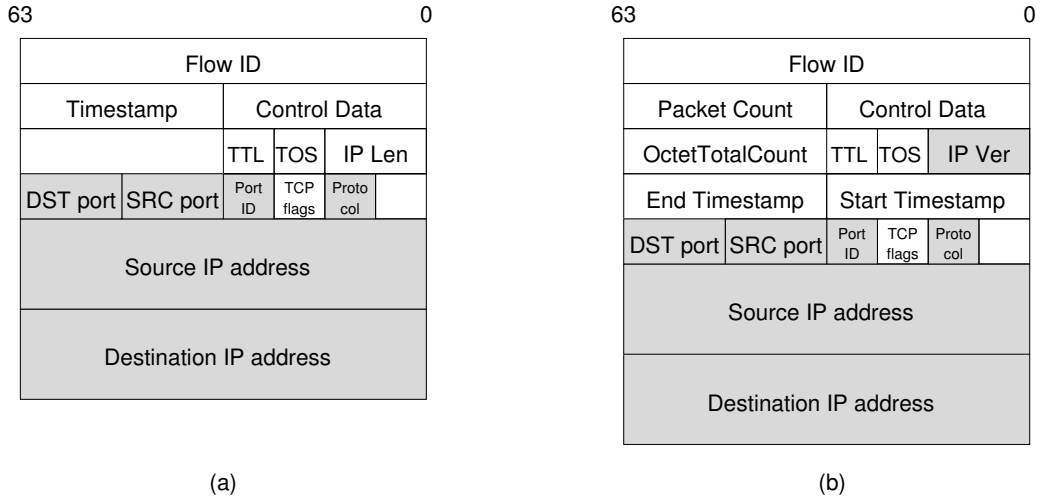 63 0
Flow ID
Timestamp Control Data
TTL TOS IP Len
DST port SRC port Port ID TCP flags Proto col
Source IP address
Destination IP address
(a)
63 0
Flow ID
Packet Count Control Data
OctetTotalCount TTL TOS IP Ver
End Timestamp Start Timestamp
DST port SRC port Port ID TCP flags Proto col
Source IP address
Destination IP address
(b)